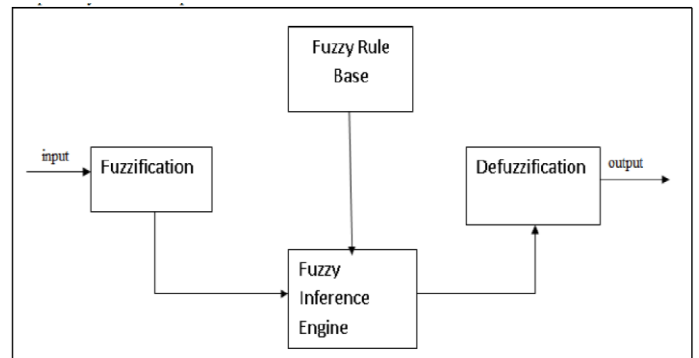 Fuzzy Rule
Base
input
Fuzzification
Defuzzification
output
Fuzzy
Inference
Engine